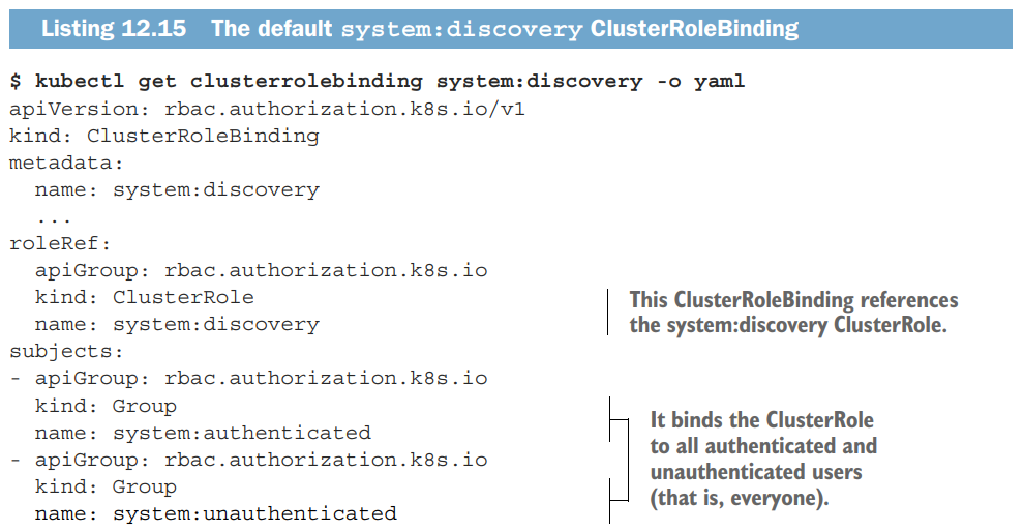 Listing 12.15 The default system:discovery ClusterRoleBinding
$ kubectl get clusterrolebinding system:discovery -o yaml
apiVersion: rbac.authorization.k8s.io/v1
kind: ClusterRoleBinding
metadata:
  name: system:discovery
  ...
roleRef:
  apiGroup: rbac.authorization.k8s.io
  kind: ClusterRole
  name: system:discovery
This ClusterRoleBinding references
the system:discovery ClusterRole.
subjects:
- apiGroup: rbac.authorization.k8s.io
  kind: Group
  name: system:authenticated
- apiGroup: rbac.authorization.k8s.io
  kind: Group
  name: system:unauthenticated
It binds the ClusterRole
to all authenticated and
unauthenticated users
(that is, everyone).